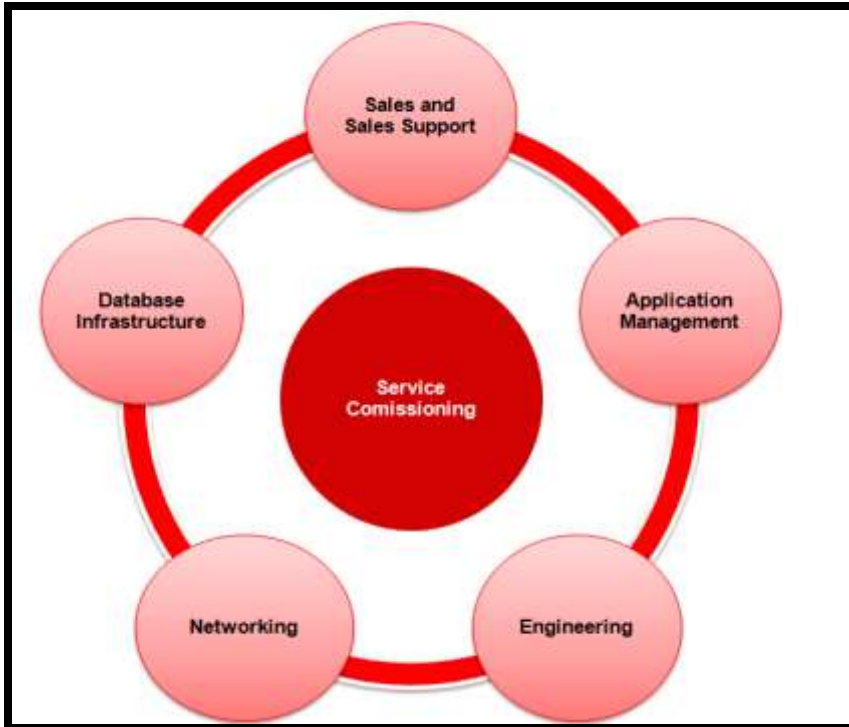 Sales and
Sales Support
Database
Infrastructure
Application
Management
Service
Comissioning
Networking
Engineering